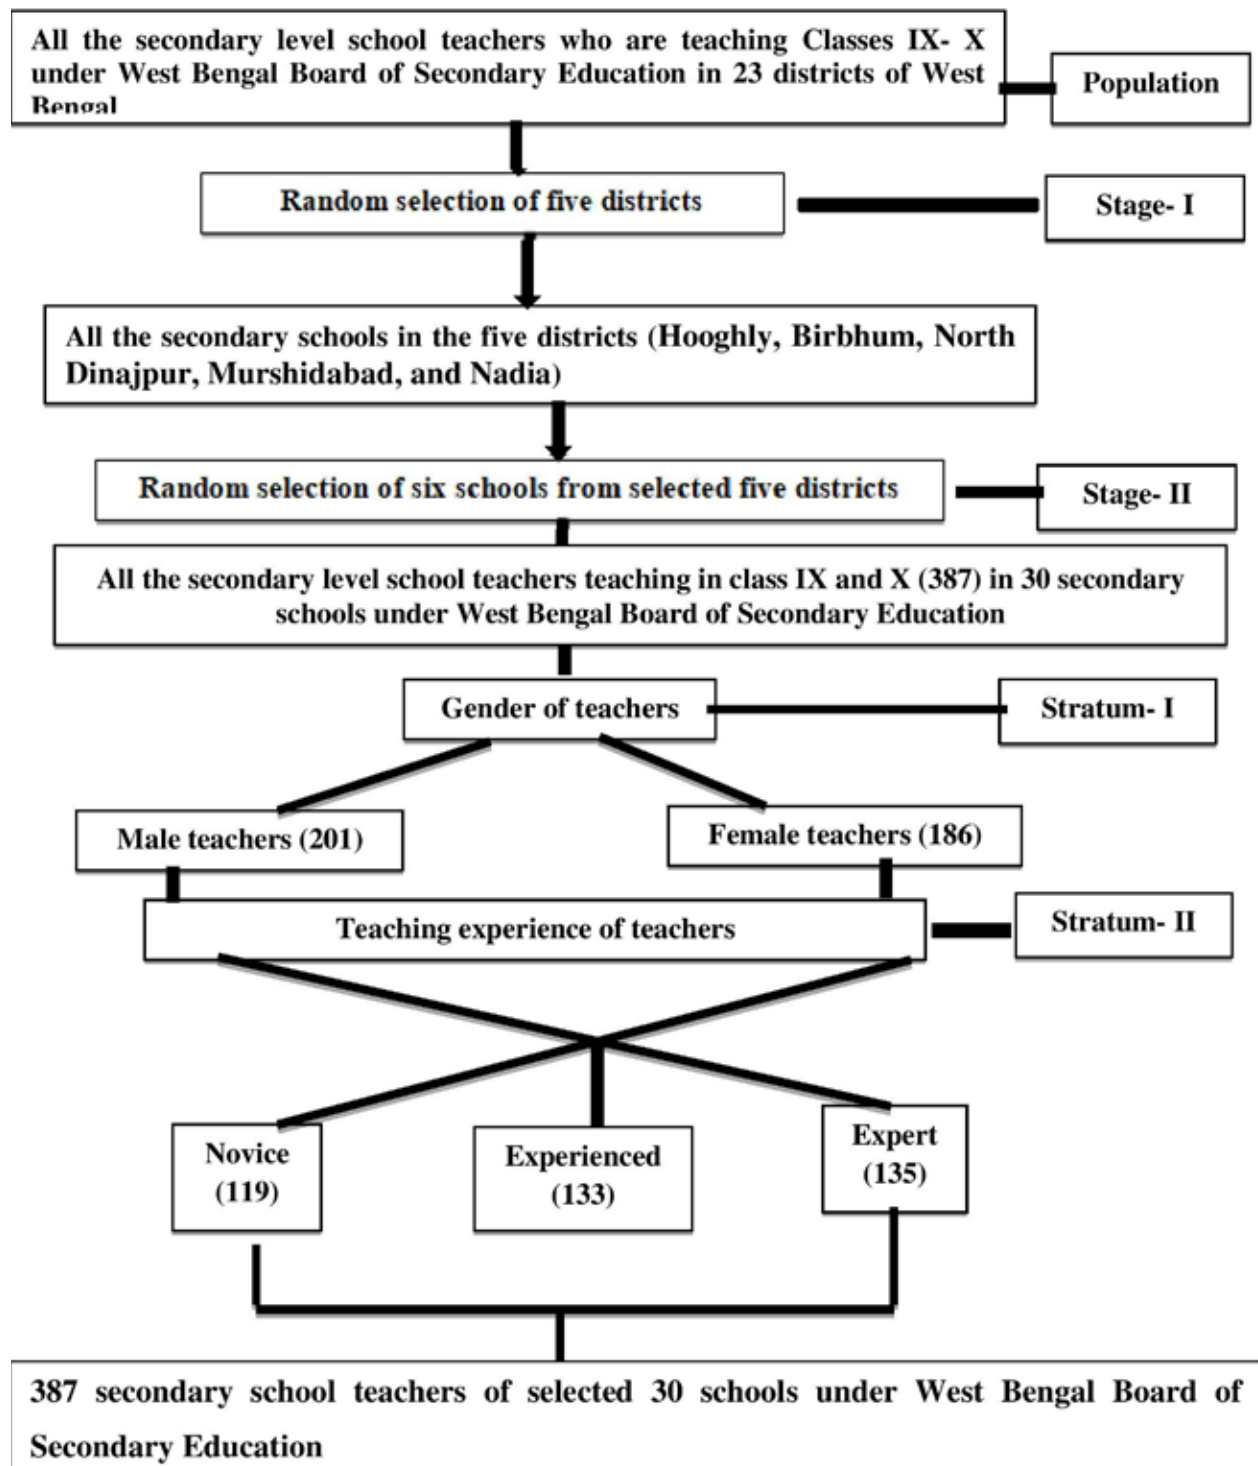 All the secondary level school teachers who are teaching Classes IX- X
under West Bengal Board of Secondary Education in 23 districts of West
Bengal
Population
Random selection of five districts
Stage- I
All the secondary schools in the five districts (Hooghly, Birbhum, North
Dinajpur, Murshidabad, and Nadia)
Random selection of six schools from selected five districts
Stage- II
All the secondary level school teachers teaching in class IX and X (387) in 30 secondary
schools under West Bengal Board of Secondary Education
Gender of teachers
Stratum- I
Male teachers (201)
Female teachers (186)
Teaching experience of teachers
Stratum- II
Novice
(119)
Experienced
(133)
Expert
(135)
387 secondary school teachers of selected 30 schools under West Bengal Board of
Secondary Education